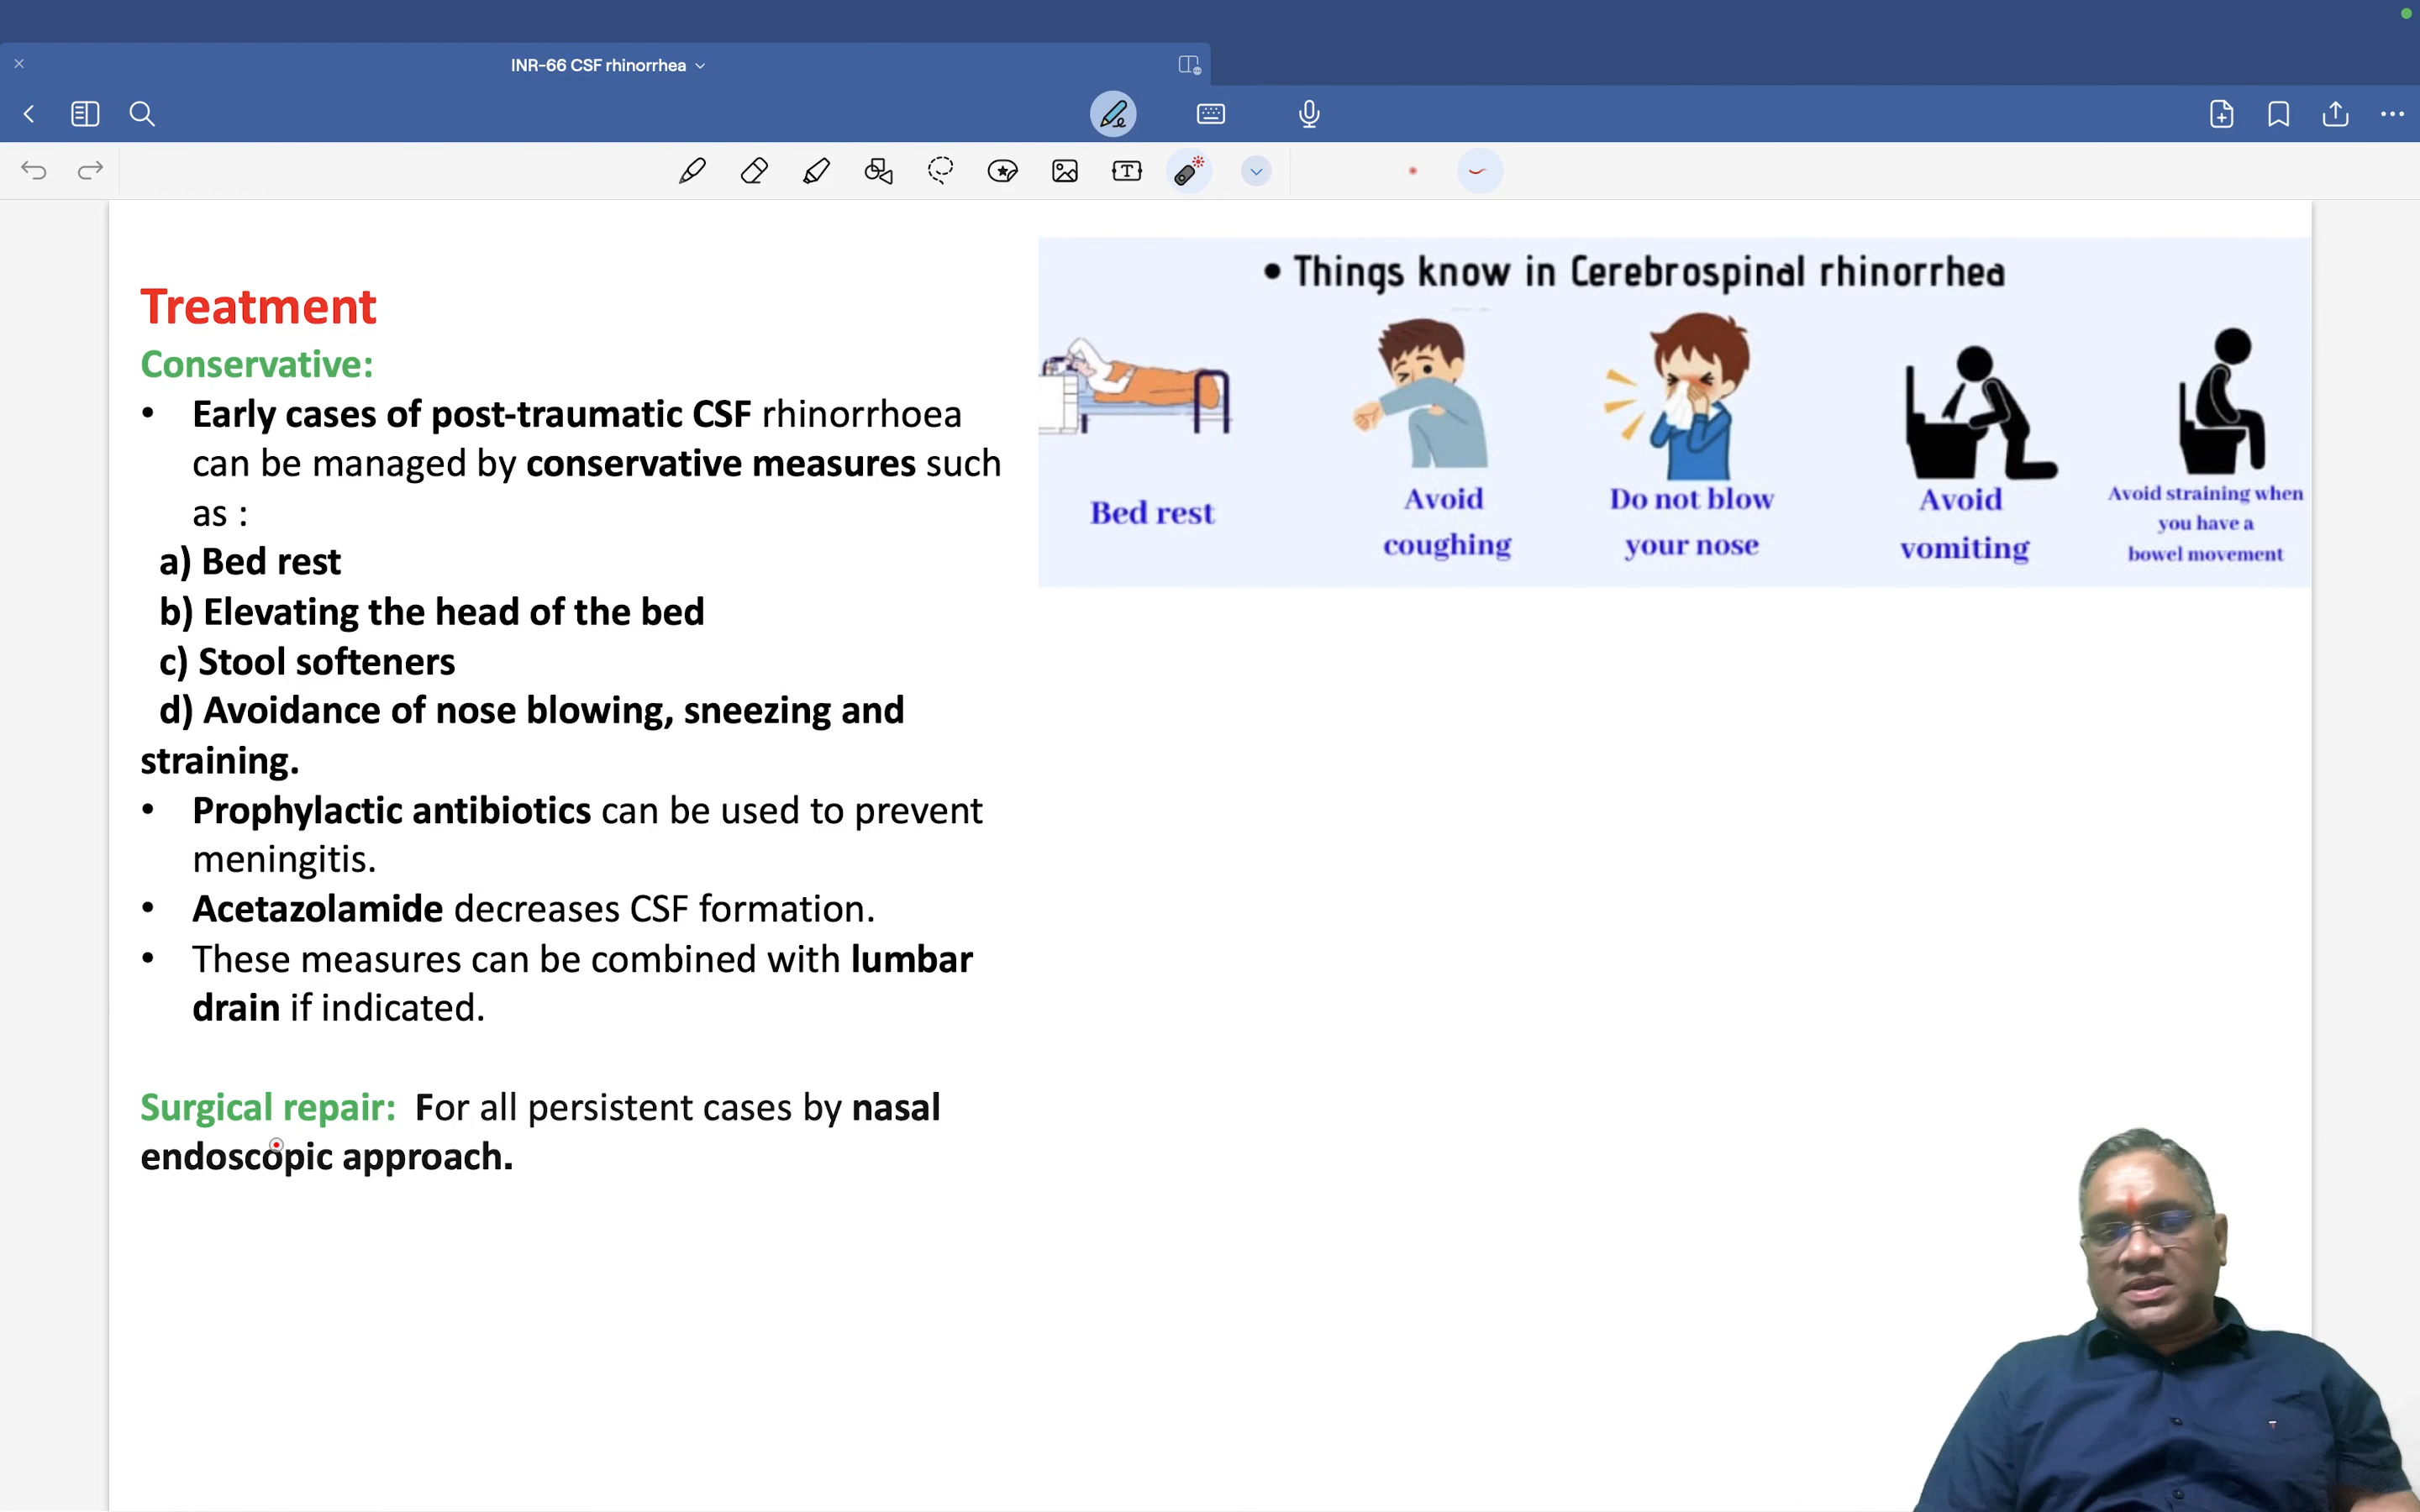 INR-66 CSF rhinorrhea
Treatment
Conservative:
• Early cases of post-traumatic CSF rhinorrhoea
can be managed by conservative measures such
as :
a) Bed rest
b) Elevating the head of the bed
c) Stool softeners
d) Avoidance of nose blowing, sneezing and
straining.
• Prophylactic antibiotics can be used to prevent
meningitis.
• Acetazolamide decreases CSF formation.
• These measures can be combined with lumbar
drain if indicated.
Surgical repair: For all persistent cases by nasal
endoscopic approach.
• Things know in Cerebrospinal rhinorrhea
Bed rest
Avoid
coughing
Do not blow
your nose
Avoid
vomiting
Avoid straining when
you have a
bowel movement